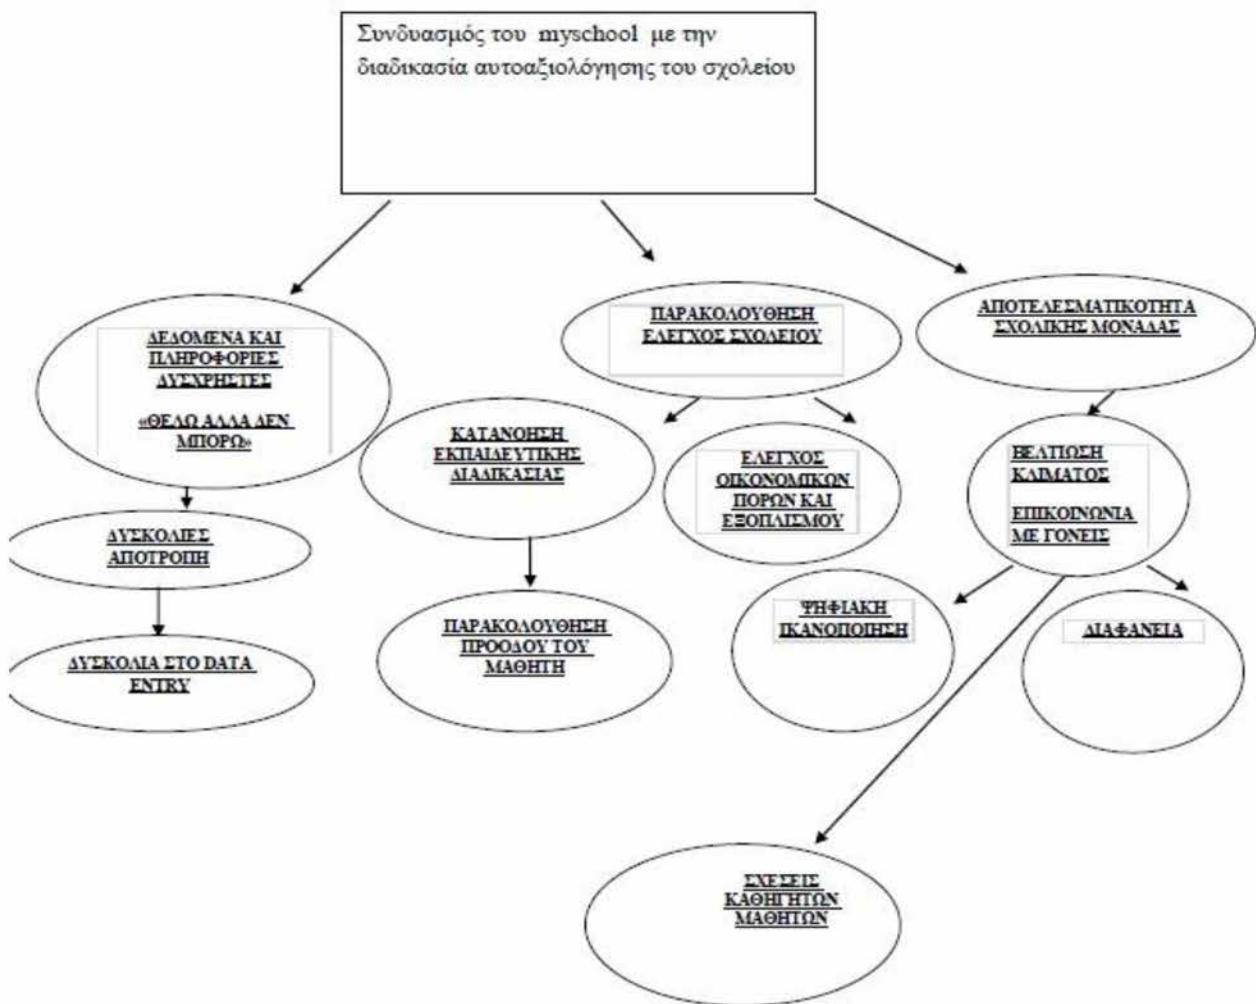 Συνδυασμός του myschool με την
διαδικασία αυτοαξιολόγησης του σχολείου
ΔΕΔΟΜΕΝΑ ΚΑΙ
ΠΛΗΡΟΦΟΡΙΕΣ
ΔΥΣΧΡΗΣΤΕΣ
«ΘΕΛΩ ΑΛΛΑ ΔΕΝ
ΜΠΟΡΩ»
ΠΑΡΑΚΟΛΟΥΘΗΣΗ
ΕΛΕΓΧΟΣ ΣΧΟΛΕΙΟΥ
ΑΠΟΤΕΛΕΣΜΑΤΙΚΟΤΗΤΑ
ΣΧΟΛΙΚΗΣ ΜΟΝΑΔΑΣ
ΚΑΤΑΝΟΗΣΗ
ΕΚΠΑΙΔΕΥΤΙΚΗΣ
ΔΙΑΔΙΚΑΣΙΑΣ
ΕΛΕΓΧΟΣ
ΟΙΚΟΝΟΜΙΚΩΝ
ΠΟΡΩΝ ΚΑΙ
ΕΞΟΠΛΙΣΜΟΥ
ΒΕΛΤΙΩΣΗ
ΚΛΙΜΑΤΟΣ
ΕΠΙΚΟΙΝΩΝΙΑ
ΜΕ ΓΟΝΕΙΣ
ΔΥΣΚΟΛΙΕΣ
ΑΠΟΤΡΟΠΗ
ΔΥΣΚΟΛΙΑ ΣΤΟ DATA
ENTRY
ΠΑΡΑΚΟΛΟΥΘΗΣΗ
ΠΡΟΟΔΟΥ ΤΟΥ
ΜΑΘΗΤΗ
ΨΗΦΙΑΚΗ
ΙΚΑΝΟΠΟΙΗΣΗ
ΔΙΑΦΑΝΕΙΑ
ΣΧΕΣΕΙΣ
ΚΑΘΗΓΗΤΩΝ
ΜΑΘΗΤΩΝ